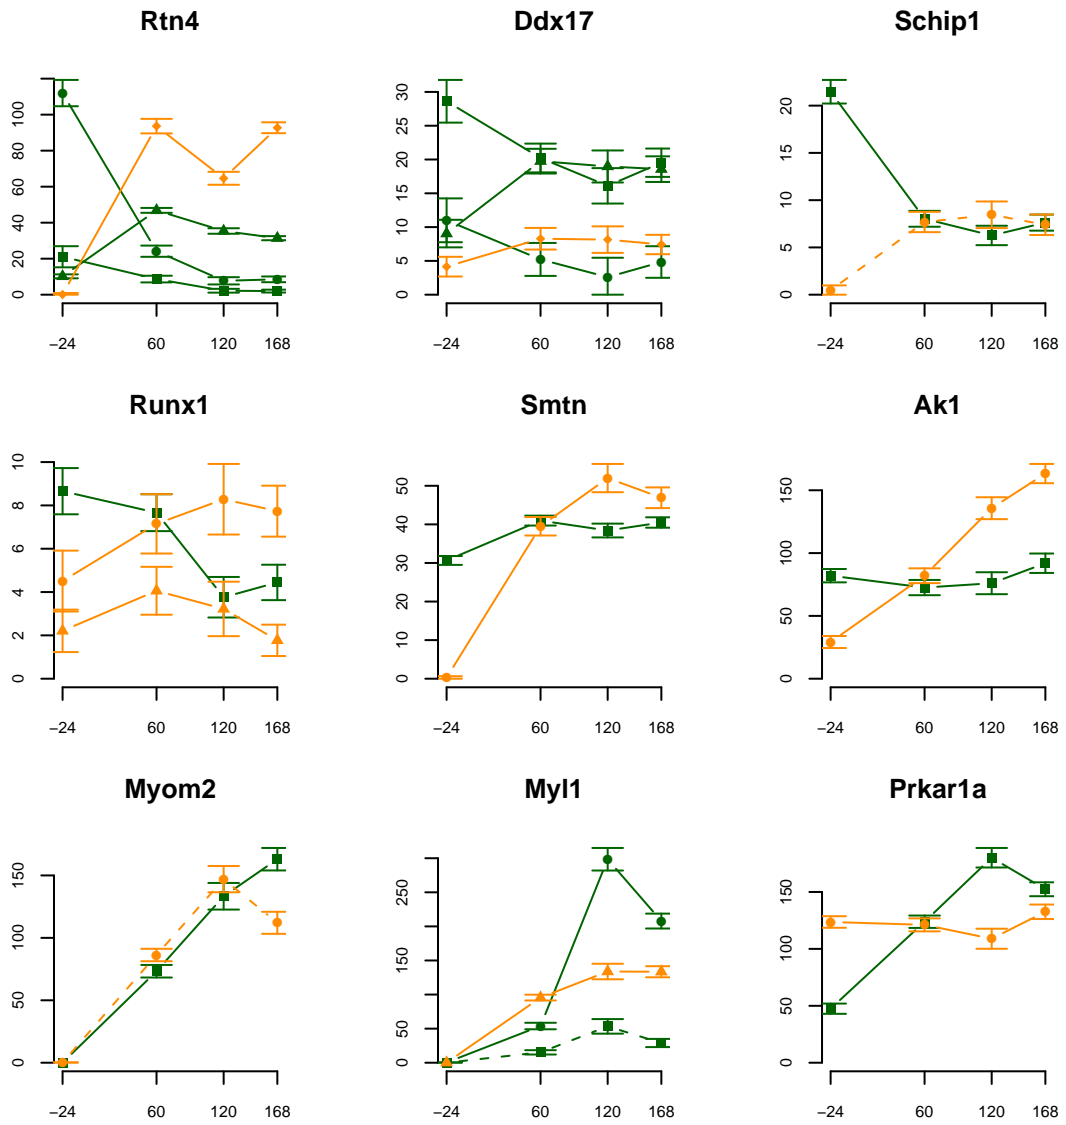 Rtn4
0 20 40 60 80 100
-24 60 120 168
Ddx17
0 5 10 15 20 25 30
-24 60 120 168
Schip1
0 5 10 15 20
-24 60 120 168
Runx1
0 2 4 6 8 10
-24 60 120 168
Smtn
0 10 20 30 40 50
-24 60 120 168
Ak1
0 50 100 150
-24 60 120 168
Myom2
0 50 100 150
-24 60 120 168
Myl1
0 50 150 250
-24 60 120 168
Prkar1a
0 50 100 150
-24 60 120 168